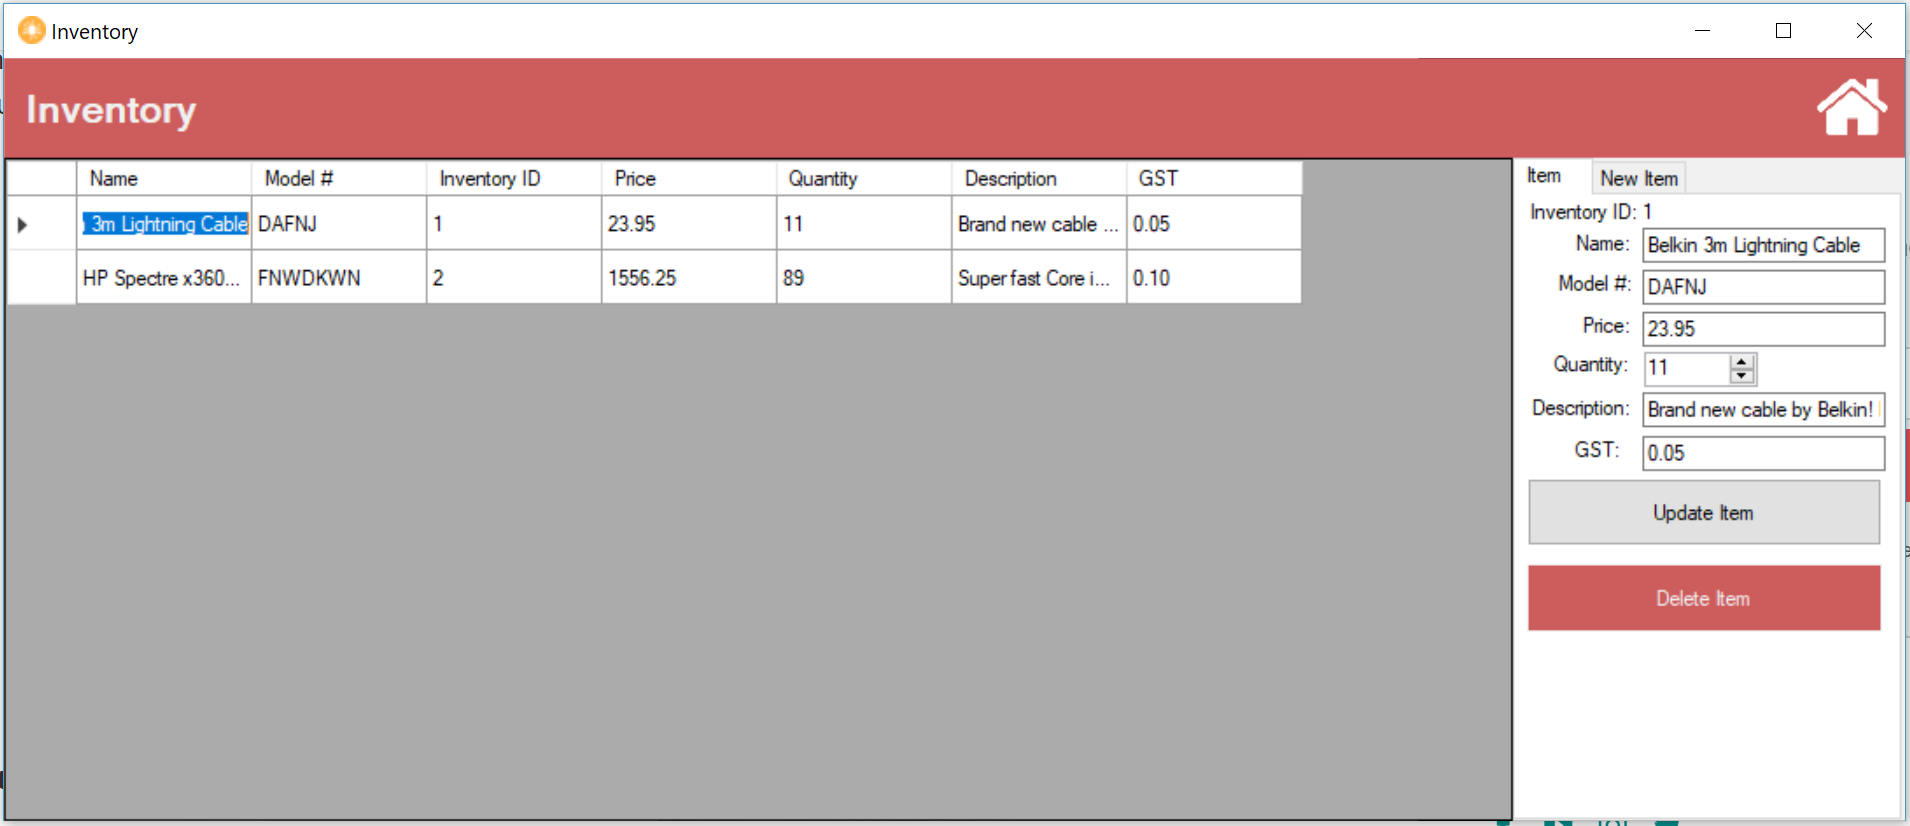 Inventory
Inventory
Name Model # Inventory ID Price Quantity Description GST
3m Lightning Cable DAFNJ 1 23.95 11 Brand new cable ... 0.05
HP Spectre x360... FNWDKWN 2 1556.25 89 Super fast Core i... 0.10
Item New Item
Inventory ID: 1
Name: Belkin 3m Lightning Cable
Model #: DAFNJ
Price: 23.95
Quantity: 11
Description: Brand new cable by Belkin!
GST: 0.05
Update Item
Delete Item